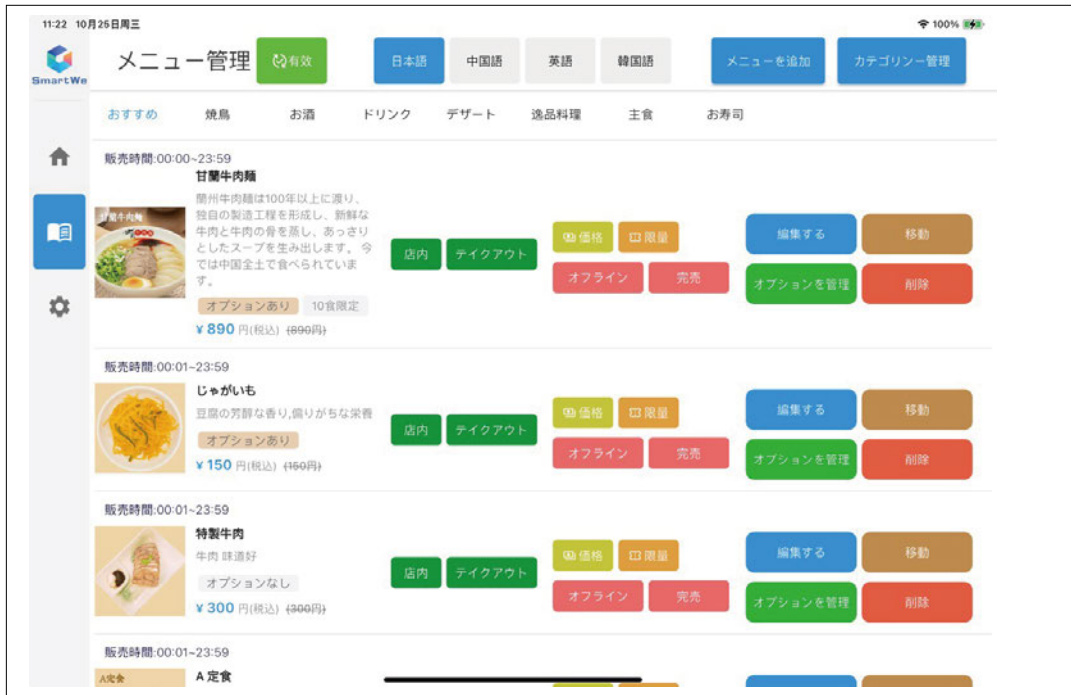 11:22 10月25日周三
100%
SmartWe
メニュー管理 有效 日本語 中国語 英語 韓国語 メニューを追加 カテゴリンー管理
おすすめ 焼鳥 お酒 ドリンク デザート 逸品料理 主食 お寿司
販売時間:00:00~23:59
甘蘭牛肉麺
蘭州牛肉麺は100年以上に渡り、
独自の製造工程を形成し、新鮮な
牛肉と牛肉の骨を蒸し、あっさり
としたスープを生み出します。今
では中国全土で食べられていま
す。
オプションあり 10食限定
¥ 890 円(税込) (890円)
店内 テイクアウト
価格 限量
オフライン 完売
編集する 移動
オプションを管理 削除
販売時間:00:01~23:59
じゃがいも
豆腐の芳醇な香り,偏りがちな栄養
オプションあり
¥ 150 円(税込) (150円)
店内 テイクアウト
価格 限量
オフライン 完売
編集する 移動
オプションを管理 削除
販売時間:00:01~23:59
特製牛肉
牛肉 味道好
オプションなし
¥ 300 円(税込) (300円)
店内 テイクアウト
価格 限量
オフライン 完売
編集する 移動
オプションを管理 削除
販売時間:00:01~23:59
A定食
A 定食